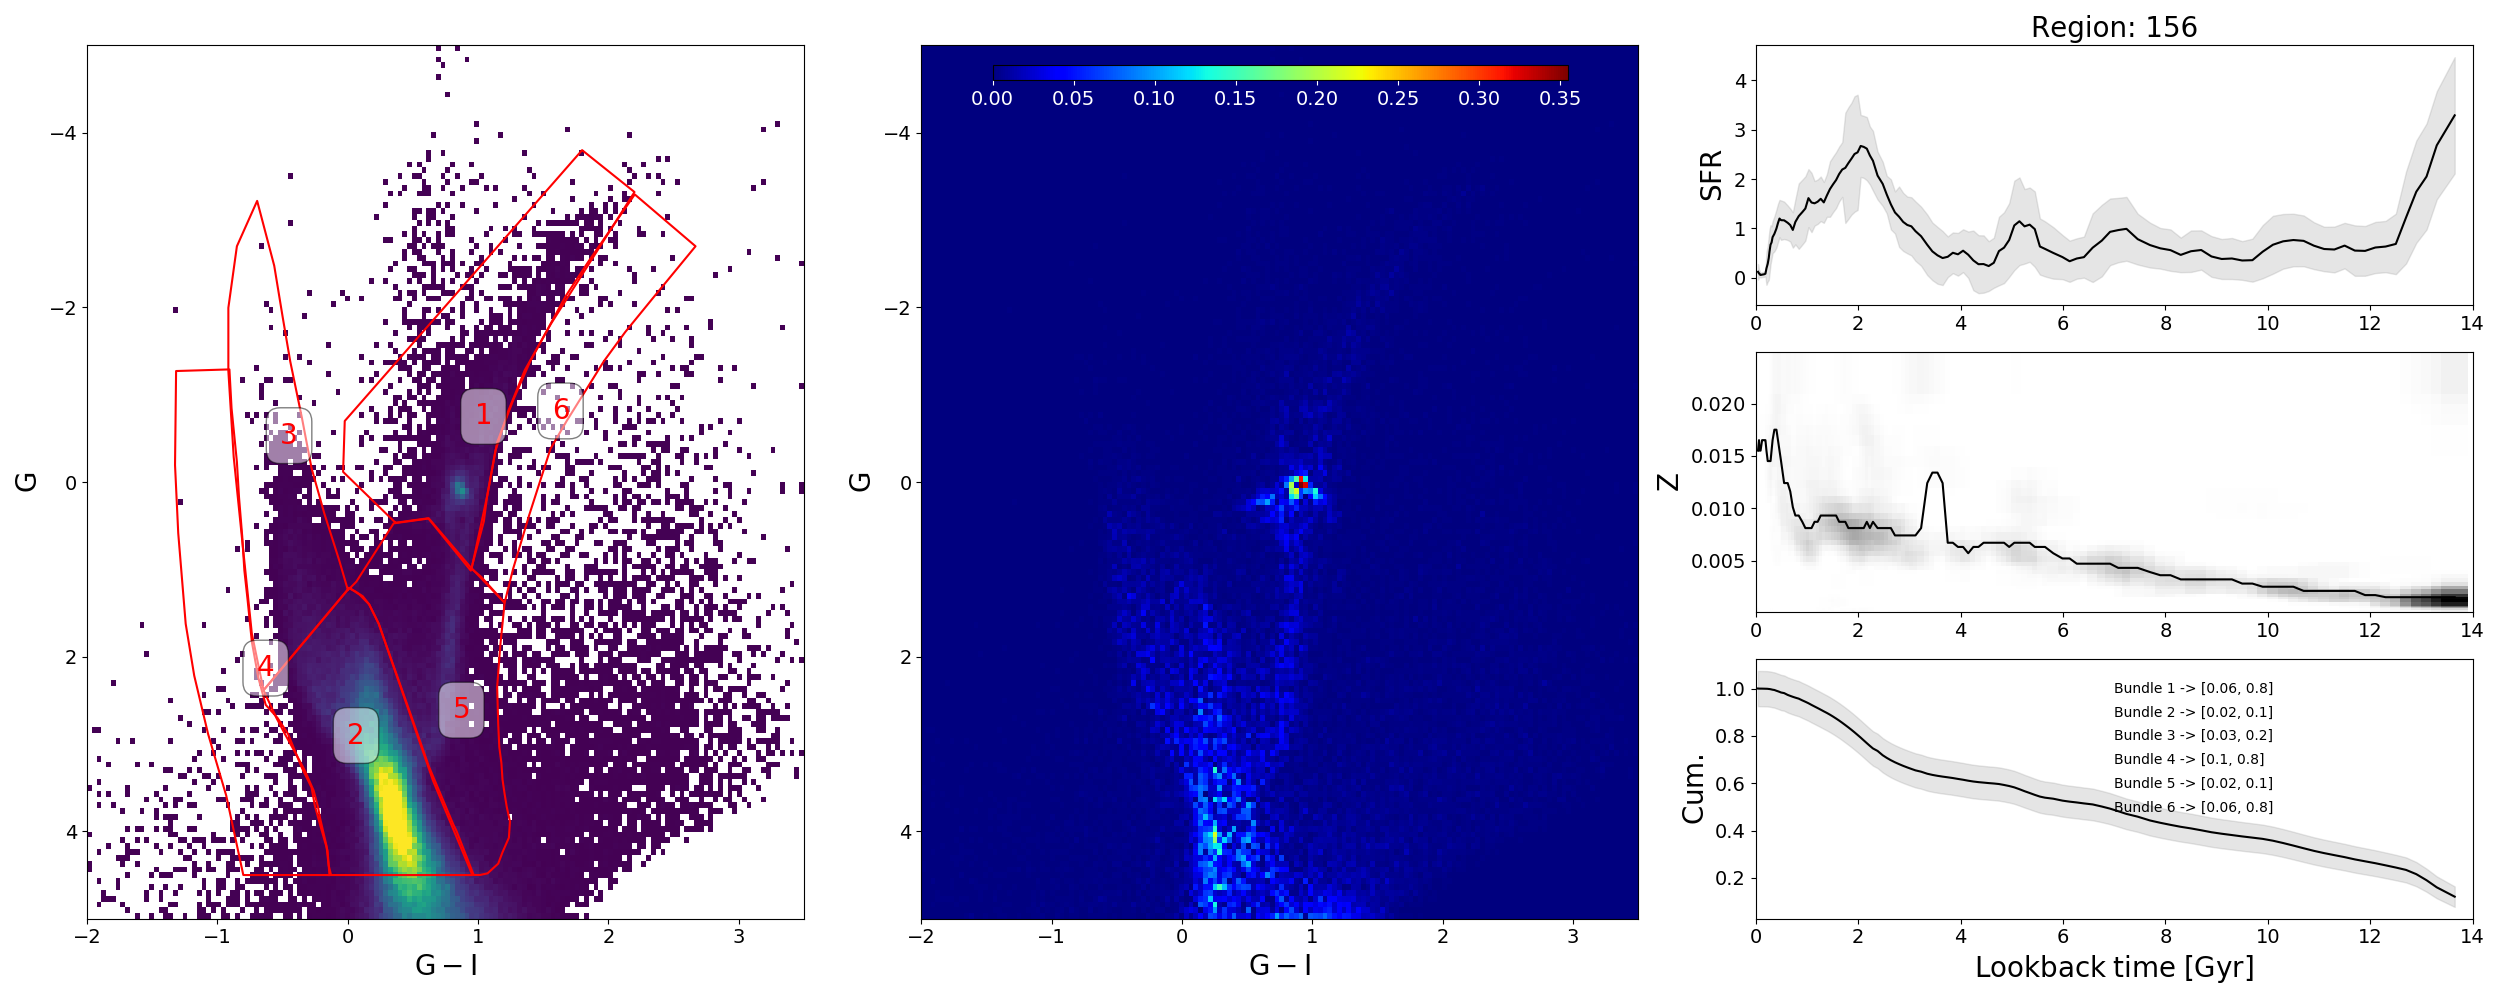 Region: 156
−4
−2
0
2
4
G
−2 −1 0 1 2 3
G − I
1
6
3
4
5
2
0.00 0.05 0.10 0.15 0.20 0.25 0.30 0.35
−4
−2
0
2
4
G
−2 −1 0 1 2 3
G − I
4
3
2
1
0
SFR
0 2 4 6 8 10 12 14
0.020
0.015
0.010
0.005
Z
0 2 4 6 8 10 12 14
1.0
0.8
0.6
0.4
0.2
Cum.
Bundle 1 -> [0.06, 0.8]
Bundle 2 -> [0.02, 0.1]
Bundle 3 -> [0.03, 0.2]
Bundle 4 -> [0.1, 0.8]
Bundle 5 -> [0.02, 0.1]
Bundle 6 -> [0.06, 0.8]
0 2 4 6 8 10 12 14
Lookback time [Gyr]